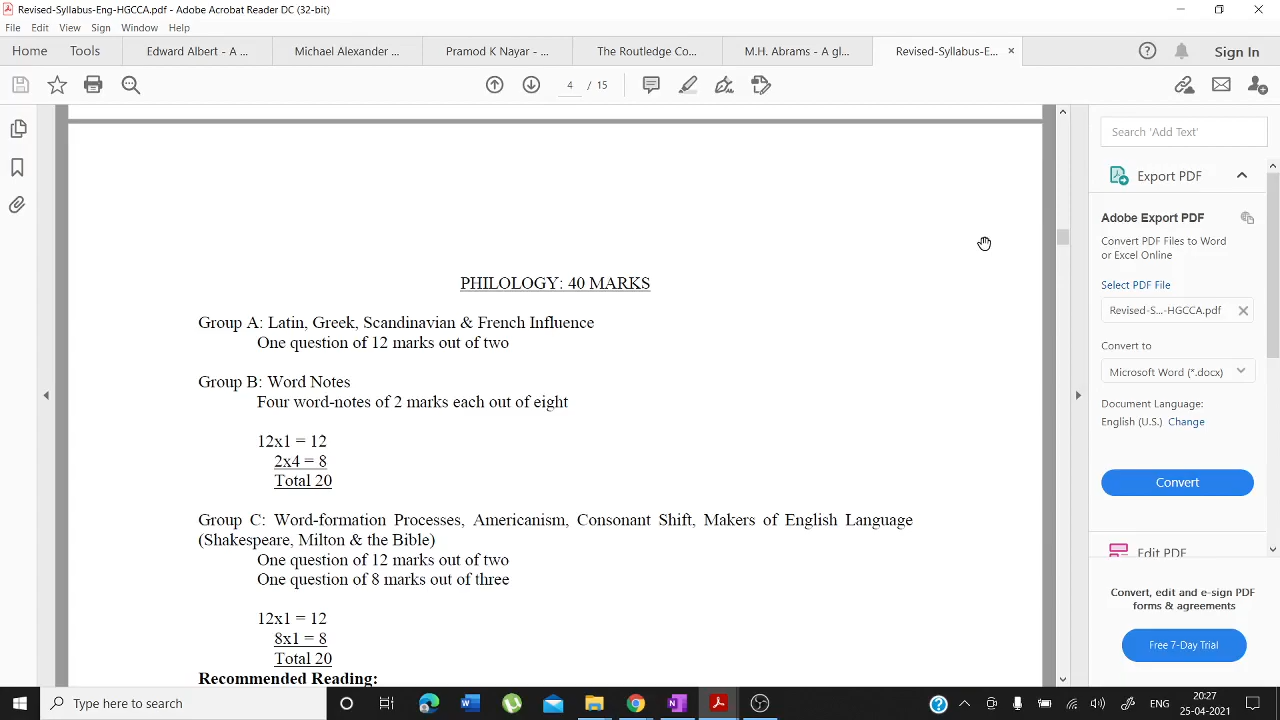 Revised-Syllabus-Eng-HGCCA.pdf - Adobe Acrobat Reader DC (32-bit)
File Edit View Sign Window Help
Home Tools Edward Albert - A ... Michael Alexander ... Pramod K Nayar - ... The Routledge Co... M.H. Abrams - A gl... Revised-Syllabus-E... × Sign In
4 / 15
Search 'Add Text'
Export PDF
Adobe Export PDF
Convert PDF Files to Word
or Excel Online
Select PDF File
Revised-S...-HGCCA.pdf
Convert to
Microsoft Word (*.docx)
Document Language:
English (U.S.) Change
Convert
Edit PDF
Convert, edit and e-sign PDF
forms & agreements
Free 7-Day Trial
PHILOLOGY: 40 MARKS
Group A: Latin, Greek, Scandinavian & French Influence
One question of 12 marks out of two
Group B: Word Notes
Four word-notes of 2 marks each out of eight
12x1 = 12
2x4 = 8
Total 20
Group C: Word-formation Processes, Americanism, Consonant Shift, Makers of English Language
(Shakespeare, Milton & the Bible)
One question of 12 marks out of two
One question of 8 marks out of three
12x1 = 12
8x1 = 8
Total 20
Recommended Reading:
Type here to search
ENG
20:27
25-04-2021